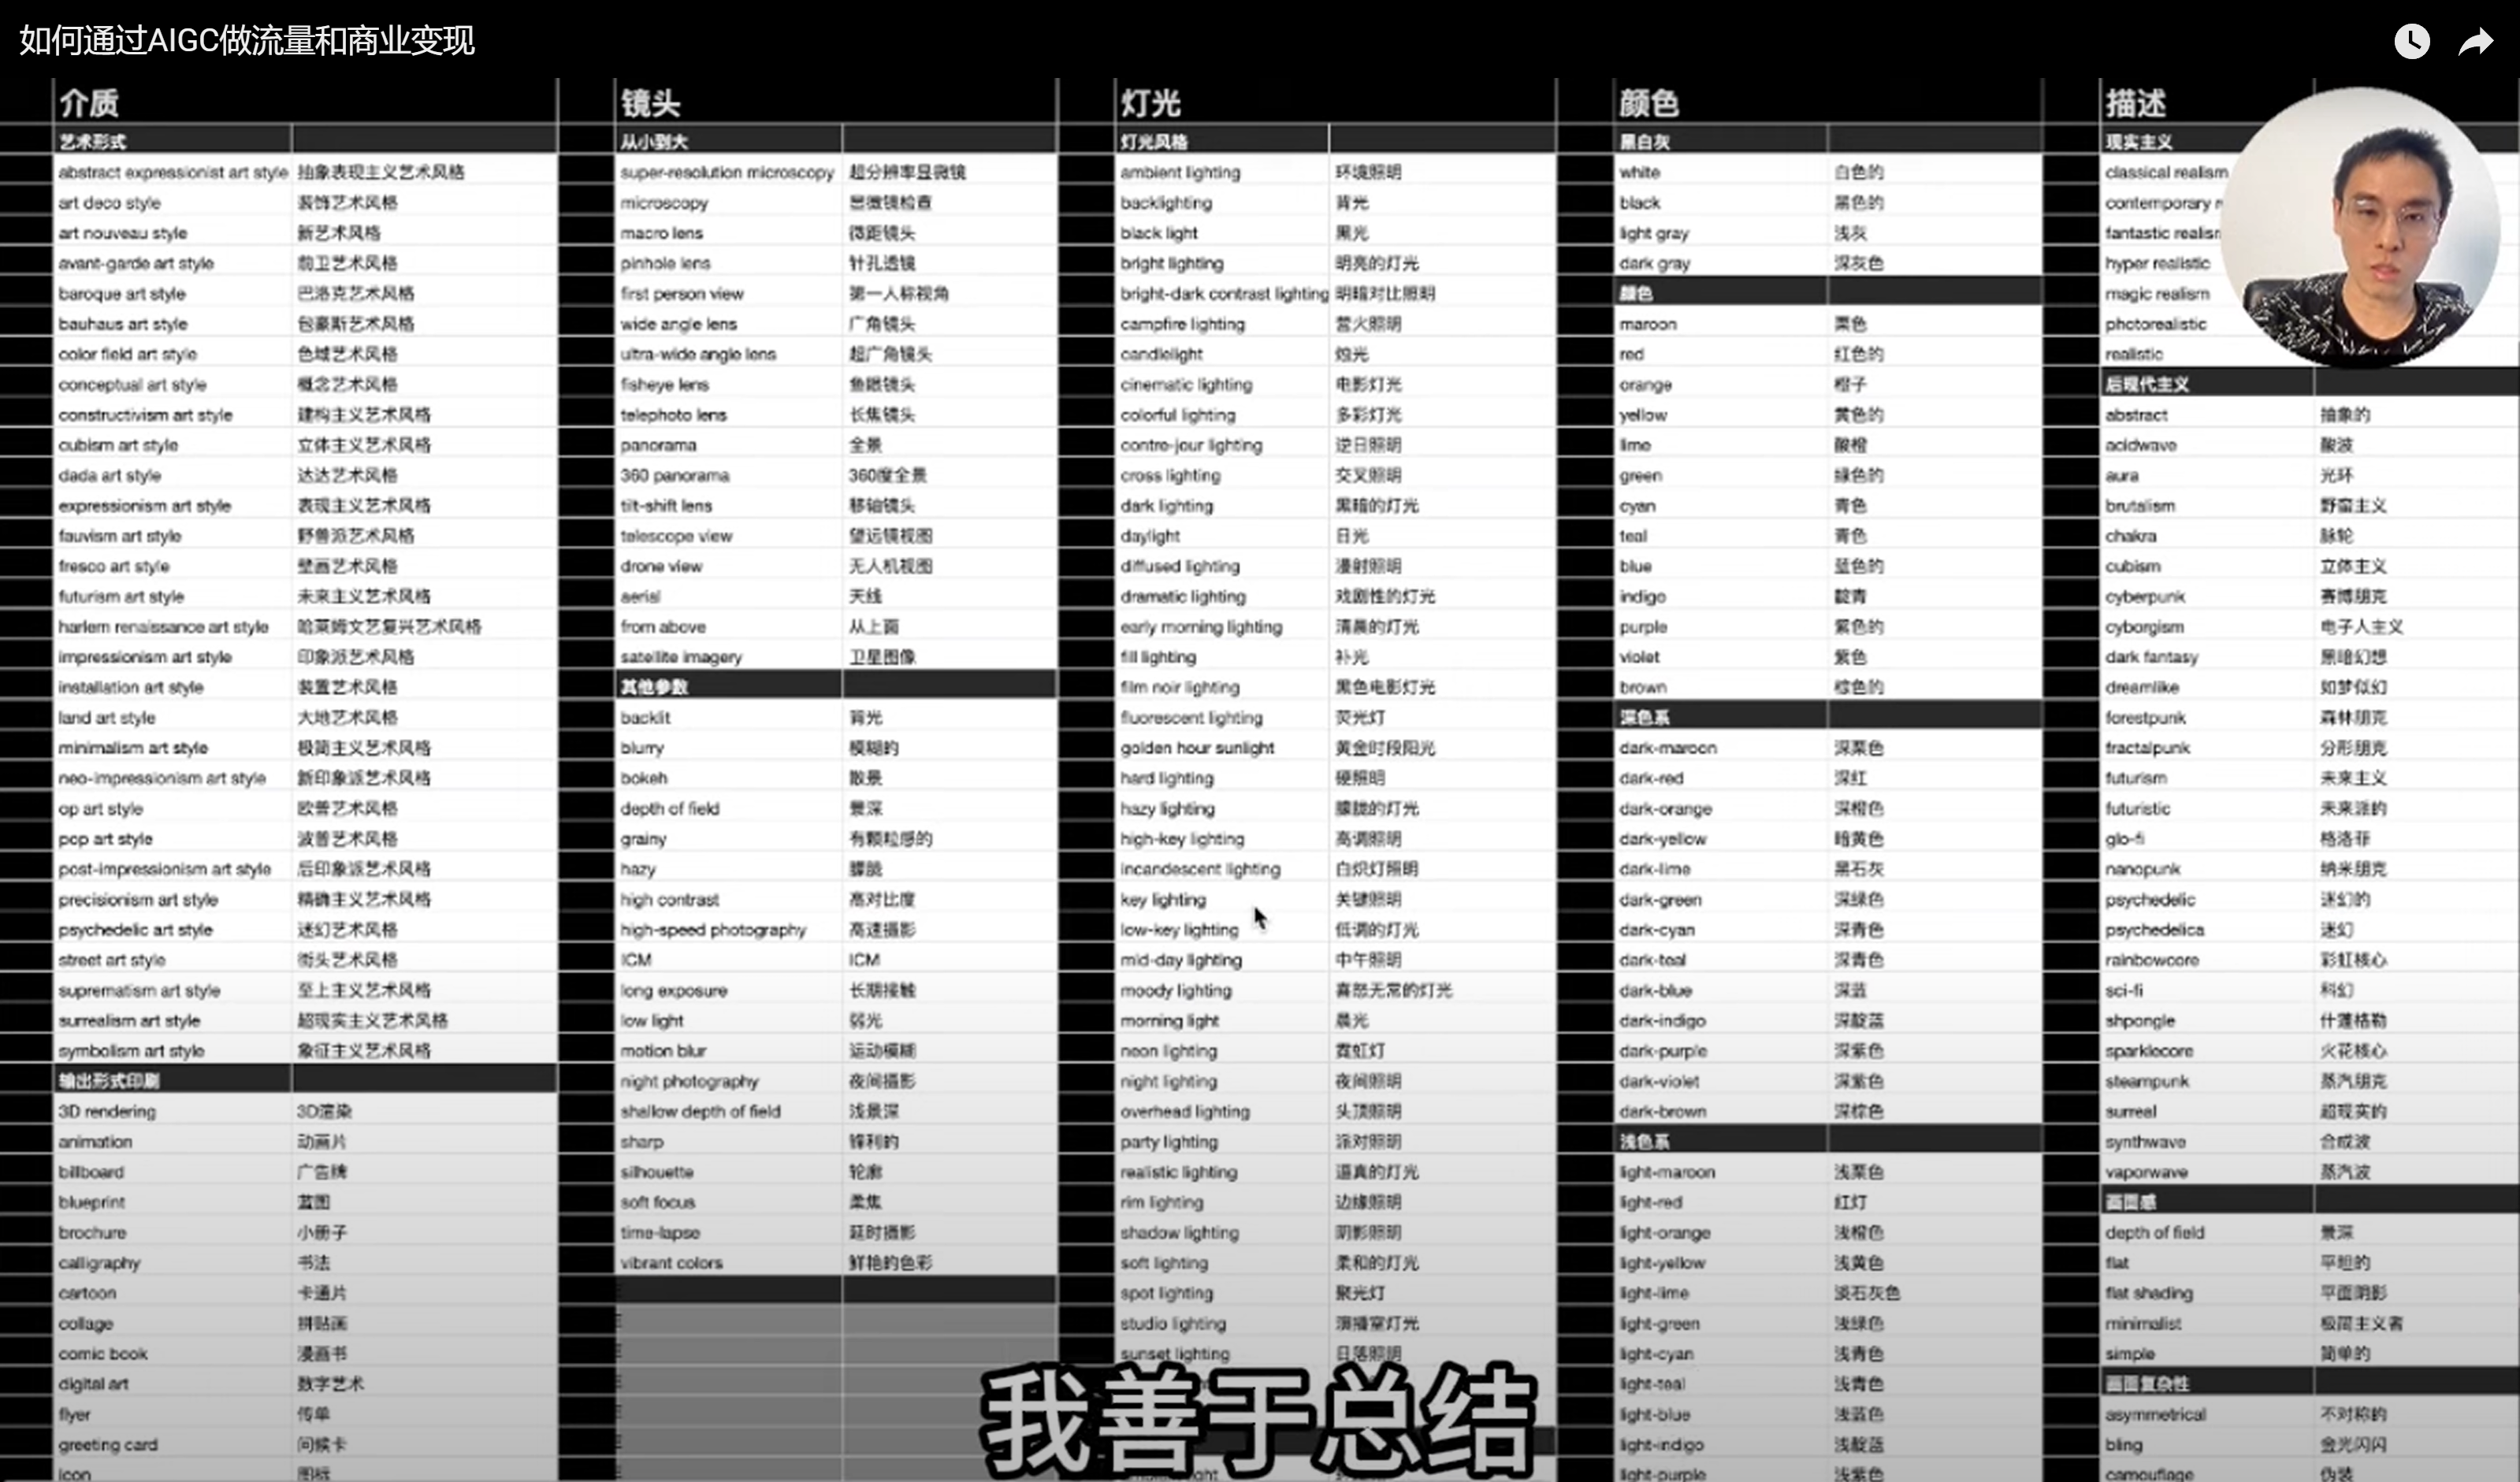 如何通过AIGC做流量和商业变现
介质
艺术形式
abstract expressionist art style 抽象表现主义艺术风格
art deco style 装饰艺术风格
art nouveau style 新艺术风格
avant-garde art style 前卫艺术风格
baroque art style 巴洛克艺术风格
bauhaus art style 包豪斯艺术风格
color field art style 色域艺术风格
conceptual art style 概念艺术风格
constructivism art style 建构主义艺术风格
cubism art style 立体主义艺术风格
dada art style 达达艺术风格
expressionism art style 表现主义艺术风格
fauvism art style 野兽派艺术风格
fresco art style 壁画艺术风格
futurism art style 未来主义艺术风格
harlem renaissance art style 哈莱姆文艺复兴艺术风格
impressionism art style 印象派艺术风格
installation art style 装置艺术风格
land art style 大地艺术风格
minimalism art style 极简主义艺术风格
neo-impressionism art style 新印象派艺术风格
op art style 欧普艺术风格
pop art style 波普艺术风格
post-impressionism art style 后印象派艺术风格
precisionism art style 精确主义艺术风格
psychedelic art style 迷幻艺术风格
street art style 街头艺术风格
suprematism art style 至上主义艺术风格
surrealism art style 超现实主义艺术风格
symbolism art style 象征主义艺术风格
输出形式印刷
3D rendering 3D渲染
animation 动画片
billboard 广告牌
blueprint 蓝图
brochure 小册子
calligraphy 书法
cartoon 卡通片
collage 拼贴画
comic book 漫画书
digital art 数字艺术
flyer 传单
greeting card 问候卡
icon 图标
镜头
从小到大
super-resolution microscopy 超分辨率显微镜
microscopy 显微镜检查
macro lens 微距镜头
pinhole lens 针孔透镜
first person view 第一人称视角
wide angle lens 广角镜头
ultra-wide angle lens 超广角镜头
fisheye lens 鱼眼镜头
telephoto lens 长焦镜头
panorama 全景
360 panorama 360度全景
tilt-shift lens 移轴镜头
telescope view 望远镜视图
drone view 无人机视图
aerial 天线
from above 从上面
satellite imagery 卫星图像
其他参数
backlit 背光
blurry 模糊的
bokeh 散景
depth of field 景深
grainy 有颗粒感的
hazy 朦胧
high contrast 高对比度
high-speed photography 高速摄影
ICM ICM
long exposure 长期接触
low light 弱光
motion blur 运动模糊
night photography 夜间摄影
shallow depth of field 浅景深
sharp 锋利的
silhouette 轮廓
soft focus 柔焦
time-lapse 延时摄影
vibrant colors 鲜艳的色彩
灯光
灯光风格
ambient lighting 环境照明
backlighting 背光
black light 黑光
bright lighting 明亮的灯光
bright-dark contrast lighting 明暗对比照明
campfire lighting 营火照明
candlelight 烛光
cinematic lighting 电影灯光
colorful lighting 多彩灯光
contre-jour lighting 逆日照明
cross lighting 交叉照明
dark lighting 黑暗的灯光
daylight 日光
diffused lighting 漫射照明
dramatic lighting 戏剧性的灯光
early morning lighting 清晨的灯光
fill lighting 补光
film noir lighting 黑色电影灯光
fluorescent lighting 荧光灯
golden hour sunlight 黄金时段阳光
hard lighting 硬照明
hazy lighting 朦胧的灯光
high-key lighting 高调照明
incandescent lighting 白炽灯照明
key lighting 关键照明
low-key lighting 低调的灯光
mid-day lighting 中午照明
moody lighting 喜怒无常的灯光
morning light 晨光
neon lighting 霓虹灯
night lighting 夜间照明
overhead lighting 头顶照明
party lighting 派对照明
realistic lighting 逼真的灯光
rim lighting 边缘照明
shadow lighting 阴影照明
soft lighting 柔和的灯光
spot lighting 聚光灯
studio lighting 演播室灯光
sunset lighting 日落照明
颜色
黑白灰
white 白色的
black 黑色的
light gray 浅灰
dark gray 深灰色
颜色
maroon 栗色
red 红色的
orange 橙子
yellow 黄色的
lime 酸橙
green 绿色的
cyan 青色
teal 青色
blue 蓝色的
indigo 靛青
purple 紫色的
violet 紫色
brown 棕色的
深色系
dark-maroon 深栗色
dark-red 深红
dark-orange 深橙色
dark-yellow 暗黄色
dark-lime 黑石灰
dark-green 深绿色
dark-cyan 深青色
dark-teal 深青色
dark-blue 深蓝
dark-indigo 深靛蓝
dark-purple 深紫色
dark-violet 深紫色
dark-brown 深棕色
浅色系
light-maroon 浅栗色
light-red 红灯
light-orange 浅橙色
light-yellow 浅黄色
light-lime 淡石灰色
light-green 浅绿色
light-cyan 浅青色
light-teal 浅青色
light-blue 浅蓝色
light-indigo 浅靛蓝
light-purple 浅紫色
描述
现实主义
classical realism
contemporary
fantastic
hyper realistic
magic realism
photorealistic
realistic
后现代主义
abstract 抽象的
acidwave 酸波
aura 光环
brutalism 野蛮主义
chakra 脉轮
cubism 立体主义
cyberpunk 赛博朋克
cyborgism 电子人主义
dark fantasy 黑暗幻想
dreamlike 如梦似幻
forestpunk 森林朋克
fractalpunk 分形朋克
futurism 未来主义
futuristic 未来派的
glo-fi 格洛菲
nanopunk 纳米朋克
psychedelic 迷幻的
psychedelica 迷幻
rainbowcore 彩虹核心
sci-fi 科幻
shpongle 什蓬格勒
sparklecore 火花核心
steampunk 蒸汽朋克
surreal 超现实的
synthwave 合成波
vaporwave 蒸汽波
画面感
depth of field 景深
flat 平坦的
flat shading 平面阴影
minimalist 极简主义者
simple 简单的
画面复杂性
asymmetrical 不对称的
bling 金光闪闪
camouflage 伪装
我善于总结